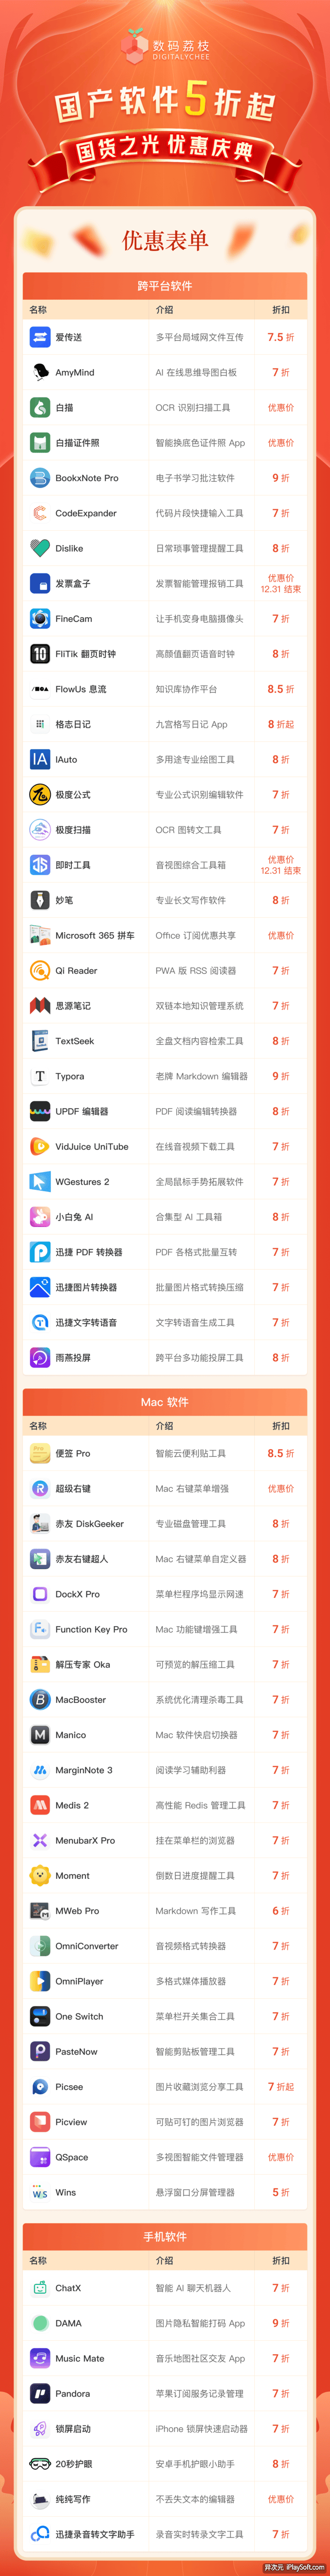 数码荔枝
DIGITALYCHEE
国产软件5折起
国货之光 优惠庆典
优惠表单
跨平台软件
名称 介绍 折扣
爱传送 多平台局域网文件互传 7.5 折
AmyMind AI 在线思维导图白板 7 折
白描 OCR 识别扫描工具 优惠价
白描证件照 智能换底色证件照 App 优惠价
BookxNote Pro 电子书学习批注软件 9 折
CodeExpander 代码片段快捷输入工具 7 折
Dislike 日常琐事管理提醒工具 8 折
发票盒子 发票智能管理报销工具 优惠价
12.31 结束
FineCam 让手机变身电脑摄像头 7 折
FliTik 翻页时钟 高颜值翻页语音时钟 8 折
FlowUs 息流 知识库协作平台 8.5 折
格志日记 九宫格写日记 App 8 折起
IAuto 多用途专业绘图工具 8 折
极度公式 专业公式识别编辑软件 7 折
极度扫描 OCR 图转文工具 7 折
即时工具 音视图综合工具箱 优惠价
12.31 结束
妙笔 专业长文写作软件 8 折
Microsoft 365 拼车 Office 订阅优惠共享 优惠价
Qi Reader PWA 版 RSS 阅读器 7 折
思源笔记 双链本地知识管理系统 7 折
TextSeek 全盘文档内容检索工具 8 折
Typora 老牌 Markdown 编辑器 9 折
UPDF 编辑器 PDF 阅读编辑转换器 8 折
VidJuice UniTube 在线音视频下载工具 7 折
WGestures 2 全局鼠标手势拓展软件 7 折
小白兔 AI 合集型 AI 工具箱 8 折
迅捷 PDF 转换器 PDF 各格式批量互转 7 折
迅捷图片转换器 批量图片格式转换压缩 7 折
迅捷文字转语音 文字转语音生成工具 7 折
雨燕投屏 跨平台多功能投屏工具 8 折
Mac 软件
名称 介绍 折扣
便签 Pro 智能云便利贴工具 8.5 折
超级右键 Mac 右键菜单增强 优惠价
赤友 DiskGeeker 专业磁盘管理工具 8 折
赤友右键超人 Mac 右键菜单自定义器 8 折
DockX Pro 菜单栏程序坞显示网速 7 折
Function Key Pro Mac 功能键增强工具 7 折
解压专家 Oka 可预览的解压缩工具 7 折
MacBooster 系统优化清理杀毒工具 7 折
Manico Mac 软件快启切换器 7 折
MarginNote 3 阅读学习辅助利器 7 折
Medis 2 高性能 Redis 管理工具 7 折
MenubarX Pro 挂在菜单栏的浏览器 7 折
Moment 倒数日进度提醒工具 7 折
MWeb Pro Markdown 写作工具 6 折
OmniConverter 音视频格式转换器 7 折
OmniPlayer 多格式媒体播放器 7 折
One Switch 菜单栏开关集合工具 7 折
PasteNow 智能剪贴板管理工具 7 折
Picsee 图片收藏浏览分享工具 7 折起
Picview 可贴可钉的图片浏览器 7 折
QSpace 多视图智能文件管理器 优惠价
Wins 悬浮窗口分屏管理器 5 折
手机软件
名称 介绍 折扣
ChatX 智能 AI 聊天机器人 7 折
DAMA 图片隐私智能打码 App 9 折
Music Mate 音乐地图社区交友 App 7 折
Pandora 苹果订阅服务记录管理 7 折
锁屏启动 iPhone 锁屏快速启动器 7 折
20秒护眼 安卓手机护眼小助手 8 折
纯纯写作 不丢失文本的编辑器 优惠价
迅捷录音转文字助手 录音实时转录文字工具 7 折
异次元 iPlaySoft.com